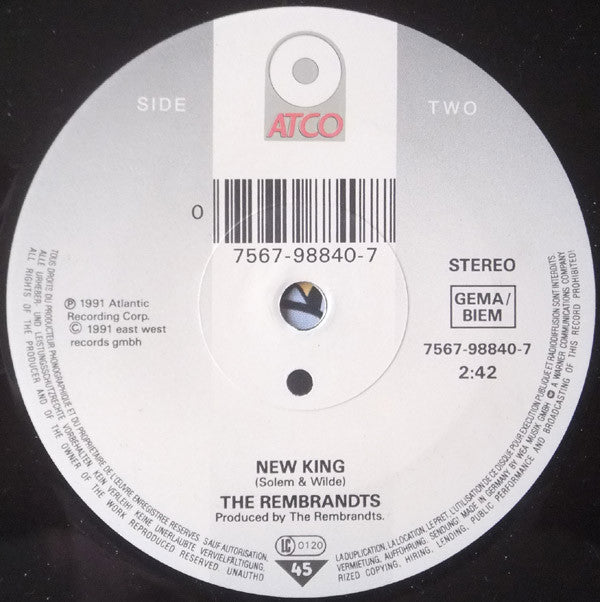 SIDE
TWO
ATCO
0
7567-98840-7
STEREO
GEMA/
BIEM
7567-98840-7
2:42
Ⓟ 1991 Atlantic
Recording Corp.
© 1991 east west
records gmbh
NEW KING
(Solem & Wilde)
THE REMBRANDTS
Produced by The Rembrandts.
LC 0120
45
TOUS DROITS DU PRODUCTEUR PHONOGRAPHIQUE ET DU PROPRIETAIRE DE L'ŒUVRE ENREGISTREE RESERVES. SAUF AUTORISATION,
LA DUPLICATION, LA LOCATION, LE PRET, L'UTILISATION DE CE DISQUE POUR EXECUTION PUBLIQUE ET RADIODIFFUSION SONT INTERDITS
ALLE URHEBER- UND LEISTUNGSSCHUTZRECHTE VORBEHALTEN. KEIN VERLEIH! KEINE UNERLAUBTE VERVIELFÄLTIGUNG,
VERMIETUNG, AUFFÜHRUNG, SENDUNG! MADE IN GERMANY BY WEA MUSIK GMBH A WARNER COMMUNICATIONS COMPANY
ALL RIGHTS OF THE PRODUCER AND OF THE OWNER OF THE WORK REPRODUCED RESERVED. UNAUTHO
RIZED COPYING, HIRING, LENDING, PUBLIC PERFORMANCE AND BROADCASTING OF THIS RECORD PROHIBITED!